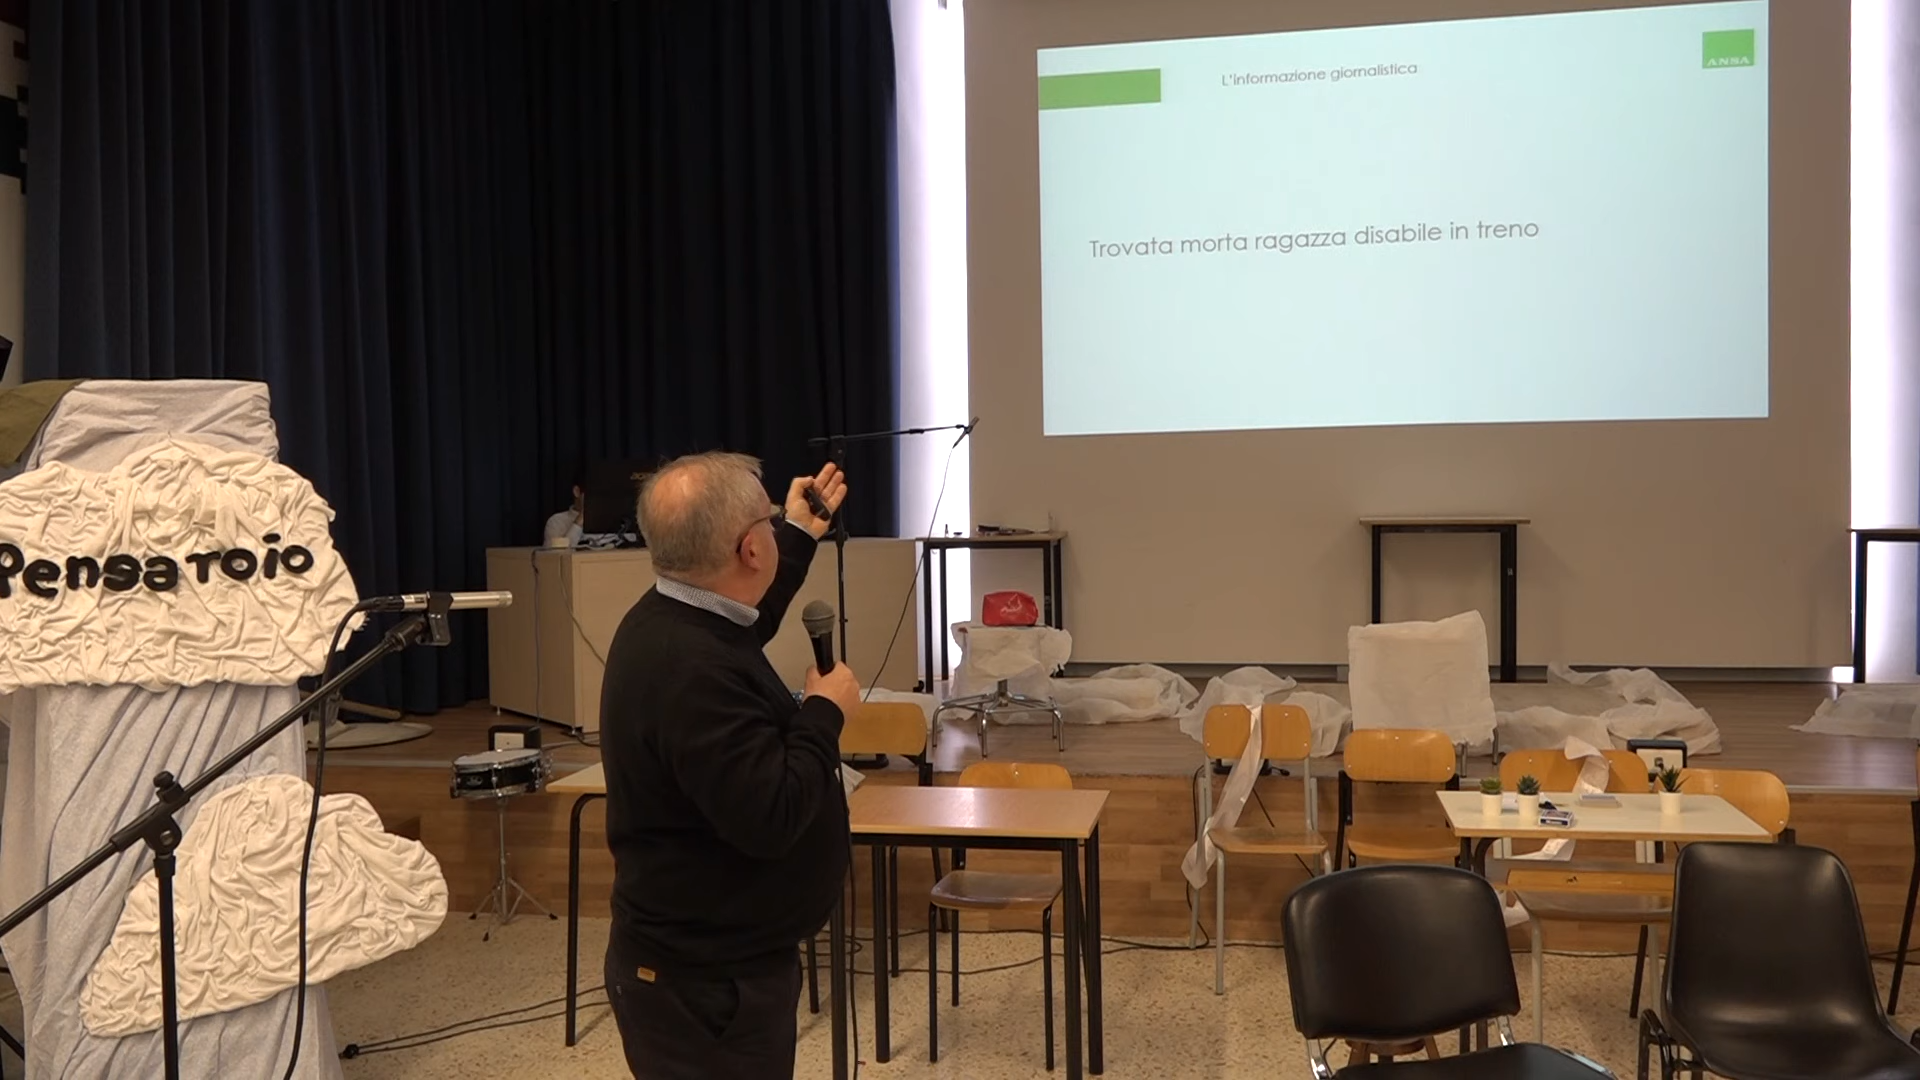 L'informazione giornalistica
ANSA
Trovata morta ragazza disabile in treno
Pensatoio